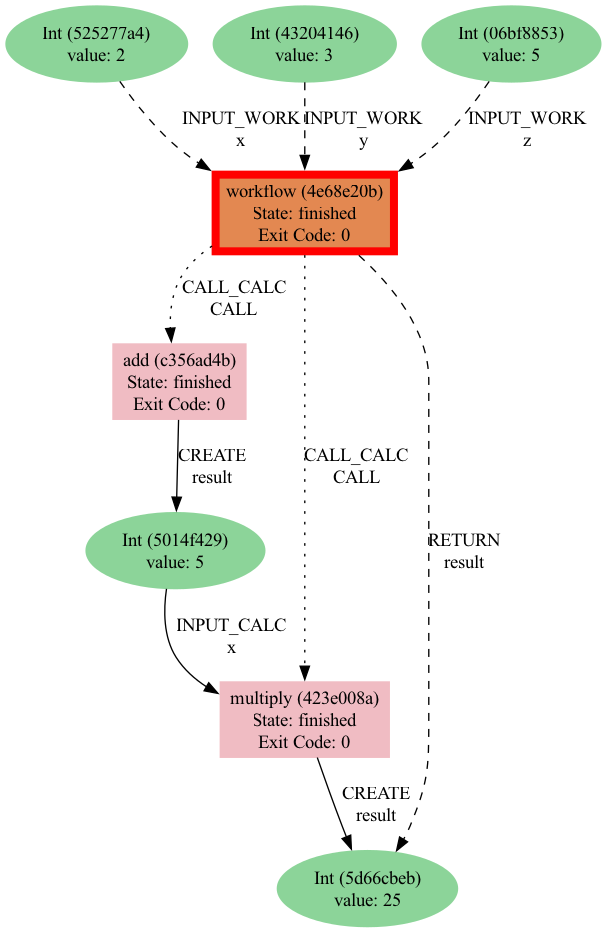 Int (525277a4)
value: 2
Int (43204146)
value: 3
Int (06bf8853)
value: 5
INPUT_WORK
x
INPUT_WORK
y
INPUT_WORK
z
workflow (4e68e20b)
State: finished
Exit Code: 0
CALL_CALC
CALL
add (c356ad4b)
State: finished
Exit Code: 0
CREATE
result
CALL_CALC
CALL
Int (5014f429)
value: 5
RETURN
result
INPUT_CALC
x
multiply (423e008a)
State: finished
Exit Code: 0
CREATE
result
Int (5d66cbeb)
value: 25